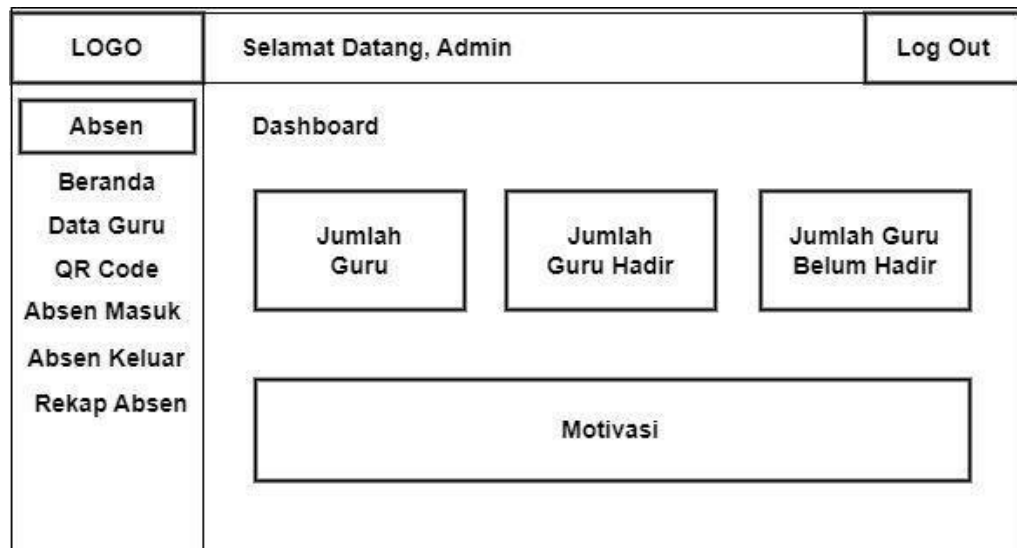 LOGO
Selamat Datang, Admin
Log Out
Absen
Beranda
Data Guru
QR Code
Absen Masuk
Absen Keluar
Rekap Absen
Dashboard
Jumlah
Guru
Jumlah
Guru Hadir
Jumlah Guru
Belum Hadir
Motivasi